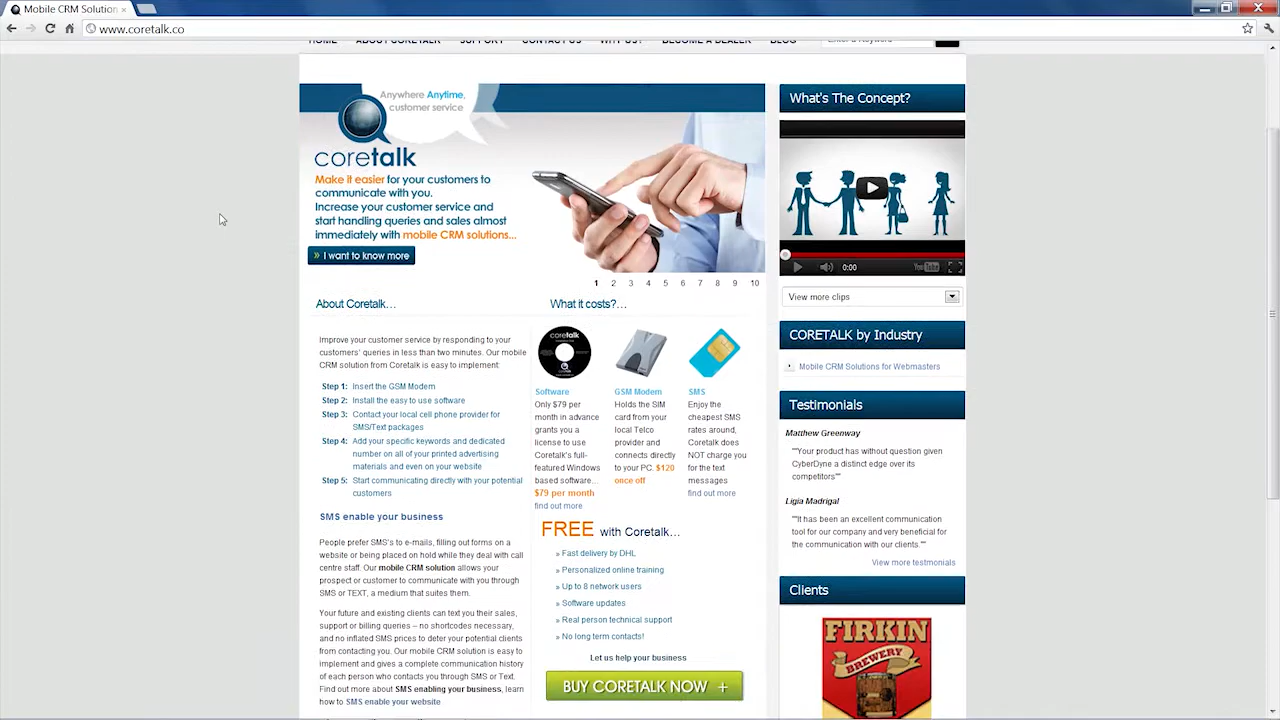 Mobile CRM Solution
www.coretalk.co
HOME ABOUT CORETALK SUPPORT CONTACT US WHY US? BECOME A DEALER BLOG Enter a Keyword
Anywhere Anytime,
customer service
coretalk
Make it easier for your customers to
communicate with you.
Increase your customer service and
start handling queries and sales almost
immediately with mobile CRM solutions...
» I want to know more
1 2 3 4 5 6 7 8 9 10
About Coretalk…
Improve your customer service by responding to your
customers' queries in less than two minutes. Our mobile
CRM solution from Coretalk is easy to implement:
Step 1: Insert the GSM Modem
Step 2: Install the easy to use software
Step 3: Contact your local cell phone provider for
SMS/Text packages
Step 4: Add your specific keywords and dedicated
number on all of your printed advertising
materials and even on your website
Step 5: Start communicating directly with your potential
customers
SMS enable your business
People prefer SMS's to e-mails, filling out forms on a
website or being placed on hold while they deal with call
centre staff. Our mobile CRM solution allows your
prospect or customer to communicate with you through
SMS or TEXT, a medium that suites them.
Your future and existing clients can text you their sales,
support or billing queries – no shortcodes necessary,
and no inflated SMS prices to deter your potential clients
from contacting you. Our mobile CRM solution is easy to
implement and gives a complete communication history
of each person who contacts you through SMS or Text.
Find out more about SMS enabling your business, learn
how to SMS enable your website
What it costs?…
coretalk
Software
Only $79 per
month in advance
grants you a
license to use
Coretalk's full-
featured Windows
based software...
$79 per month
find out more
GSM Modem
Holds the SIM
card from your
local Telco
provider and
connects directly
to your PC. $120
once off
SMS
Enjoy the
cheapest SMS
rates around,
Coretalk does
NOT charge you
for the text
messages
find out more
FREE with Coretalk…
» Fast delivery by DHL
» Personalized online training
» Up to 8 network users
» Software updates
» Real person technical support
» No long term contacts!
Let us help your business
BUY CORETALK NOW +
What's The Concept?
0:00 YouTube
View more clips
CORETALK by Industry
Mobile CRM Solutions for Webmasters
Testimonials
Matthew Greenway
""Your product has without question given
CyberDyne a distinct edge over its
competitors""
Ligia Madrigal
""It has been an excellent communication
tool for our company and very beneficial for
the communication with our clients.""
View more testmonials
Clients
FIRKIN
BREWERY